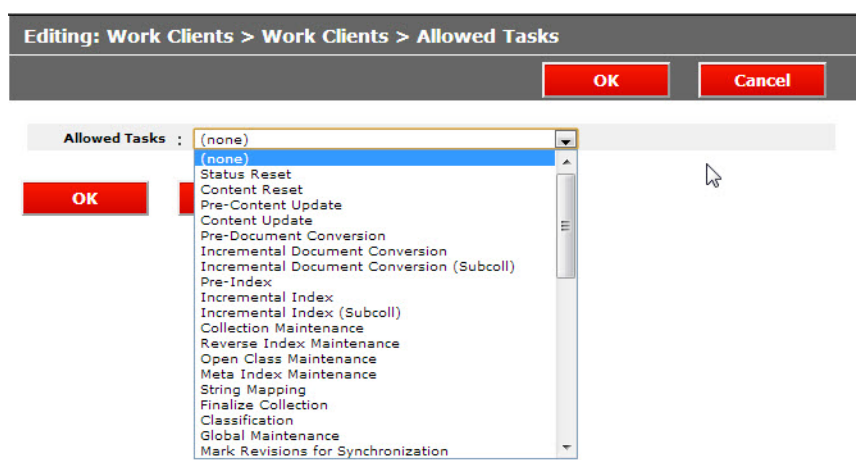 Editing: Work Clients > Work Clients > Allowed Tasks
OK Cancel
Allowed Tasks : (none)
(none)
Status Reset
Content Reset
OK
Pre-Content Update
Content Update
Pre-Document Conversion
Incremental Document Conversion
Incremental Document Conversion (Subcoll)
Pre-Index
Incremental Index
Incremental Index (Subcoll)
Collection Maintenance
Reverse Index Maintenance
Open Class Maintenance
Meta Index Maintenance
String Mapping
Finalize Collection
Classification
Global Maintenance
Mark Revisions for Synchronization